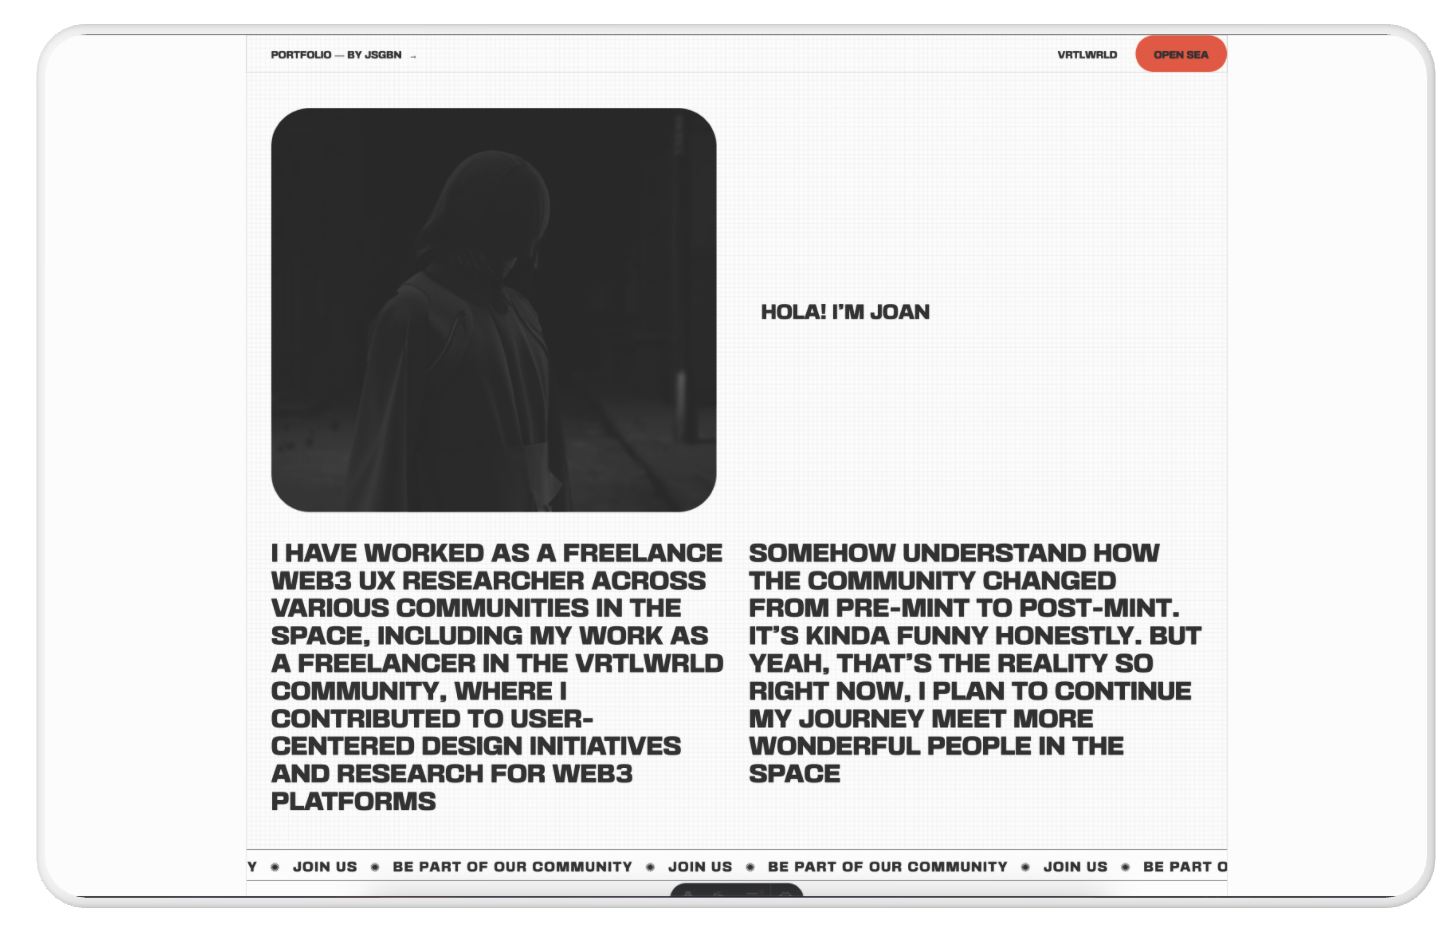 PORTFOLIO — BY JSGBN →
VRTLWRLD
OPEN SEA
HOLA! I'M JOAN
I HAVE WORKED AS A FREELANCE
WEB3 UX RESEARCHER ACROSS
VARIOUS COMMUNITIES IN THE
SPACE, INCLUDING MY WORK AS
A FREELANCER IN THE VRTLWRLD
COMMUNITY, WHERE I
CONTRIBUTED TO USER-
CENTERED DESIGN INITIATIVES
AND RESEARCH FOR WEB3
PLATFORMS
SOMEHOW UNDERSTAND HOW
THE COMMUNITY CHANGED
FROM PRE-MINT TO POST-MINT.
IT'S KINDA FUNNY HONESTLY. BUT
YEAH, THAT'S THE REALITY SO
RIGHT NOW, I PLAN TO CONTINUE
MY JOURNEY MEET MORE
WONDERFUL PEOPLE IN THE
SPACE
Y ✺ JOIN US ✺ BE PART OF OUR COMMUNITY ✺ JOIN US ✺ BE PART OF OUR COMMUNITY ✺ JOIN US ✺ BE PART O